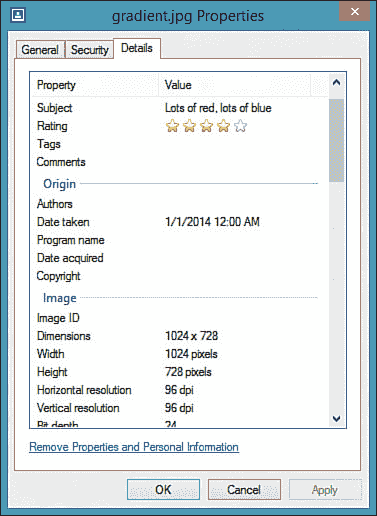 gradient.jpg Properties
General Security Details
Property Value
Subject Lots of red, lots of blue
Rating
Tags
Comments
Origin
Authors
Date taken 1/1/2014 12:00 AM
Program name
Date acquired
Copyright
Image
Image ID
Dimensions 1024 x 728
Width 1024 pixels
Height 728 pixels
Horizontal resolution 96 dpi
Vertical resolution 96 dpi
Bit depth 24
Remove Properties and Personal Information
OK Cancel Apply